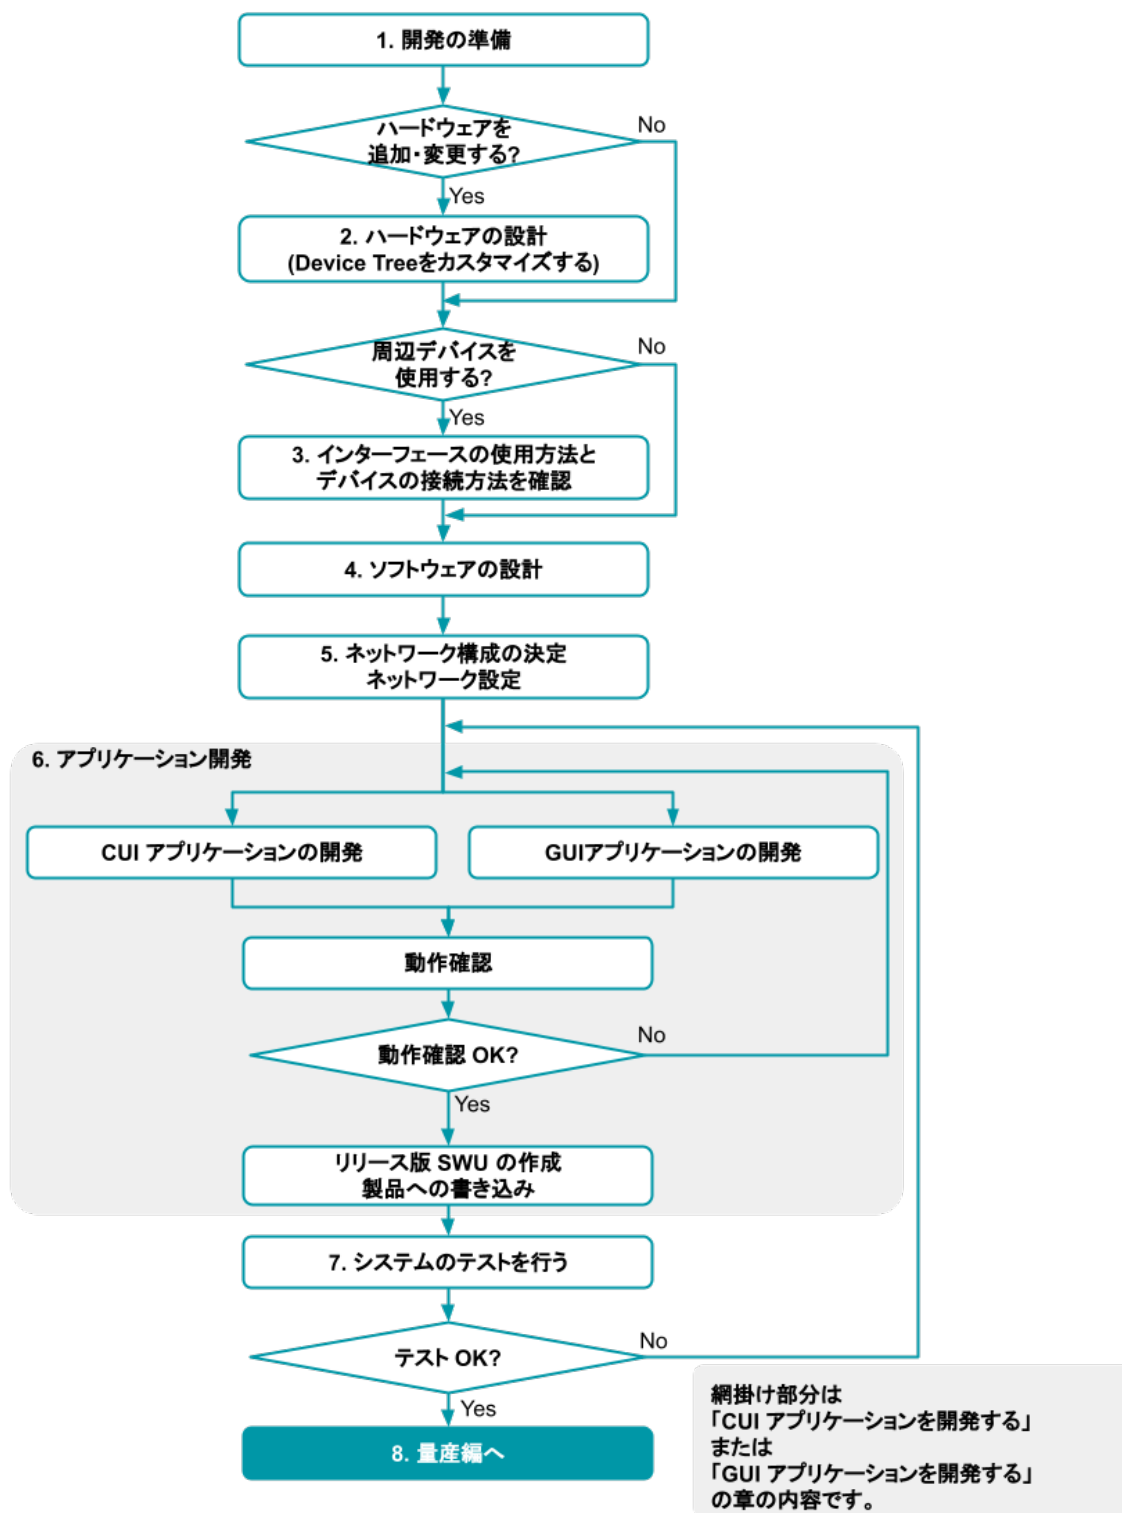 1. 開発の準備
ハードウェアを
追加・変更する?
No
Yes
2. ハードウェアの設計
(Device Treeをカスタマイズする)
周辺デバイスを
使用する?
No
Yes
3. インターフェースの使用方法と
デバイスの接続方法を確認
4. ソフトウェアの設計
5. ネットワーク構成の決定
ネットワーク設定
6. アプリケーション開発
CUI アプリケーションの開発
GUIアプリケーションの開発
動作確認
動作確認 OK?
No
Yes
リリース版 SWU の作成
製品への書き込み
7. システムのテストを行う
テスト OK?
No
Yes
8. 量産編へ
網掛け部分は
「CUI アプリケーションを開発する」
または
「GUI アプリケーションを開発する」
の章の内容です。